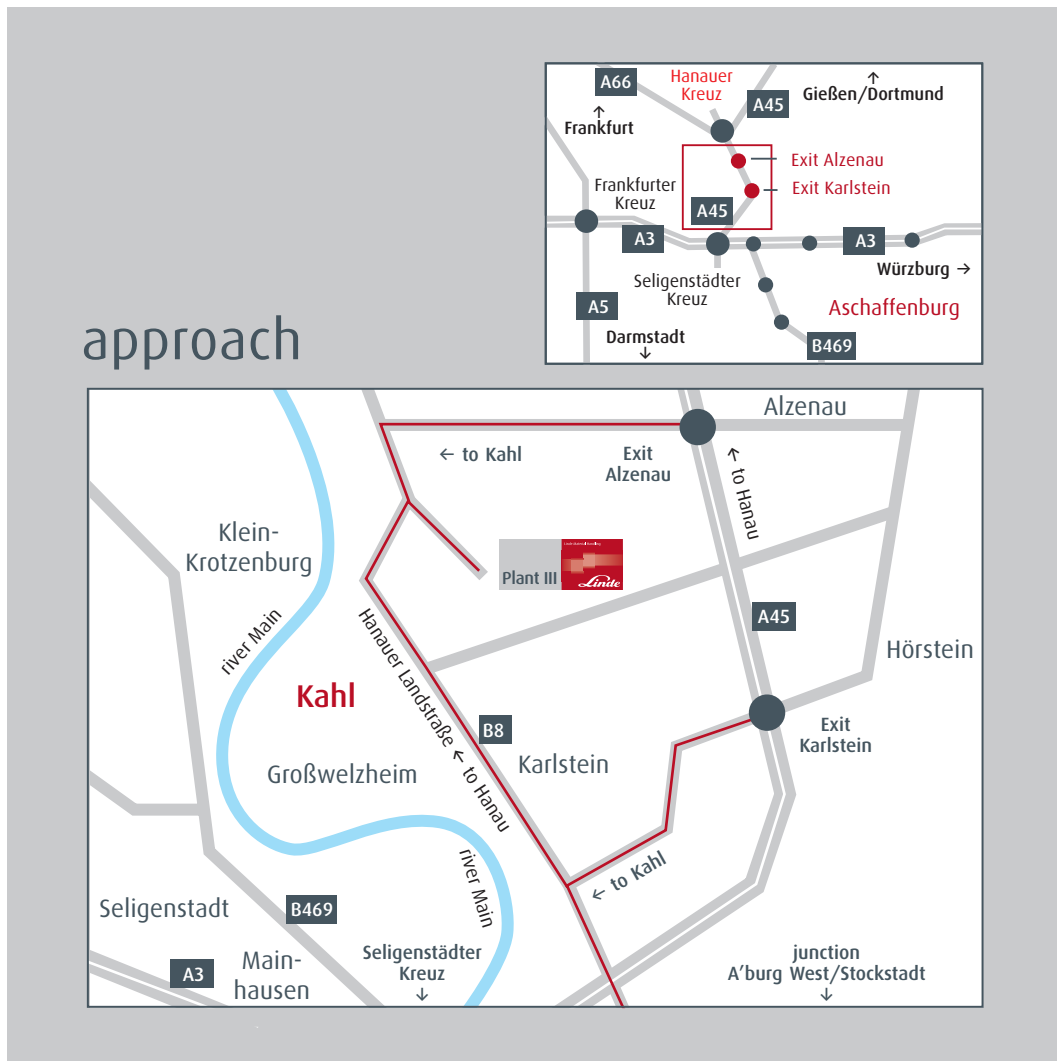 A66
Hanauer
Kreuz
A45
↑
Gießen/Dortmund
↑
Frankfurt
Exit Alzenau
Exit Karlstein
Frankfurter
Kreuz
A45
A3
A3
Würzburg →
Seligenstädter
Kreuz
A5
Aschaffenburg
Darmstadt
↓
B469
approach
Alzenau
← to Kahl
Exit
Alzenau
← to Hanau
Klein-
Krotzenburg
Plant III
Linde
river Main
A45
Hörstein
Kahl
Hanauer Landstraße ← to Hanau
B8
Exit
Karlstein
Karlstein
Großwelzheim
← to Kahl
river Main
Seligenstadt
B469
A3
Main-
hausen
Seligenstädter
Kreuz
↓
junction
A'burg West/Stockstadt
↓